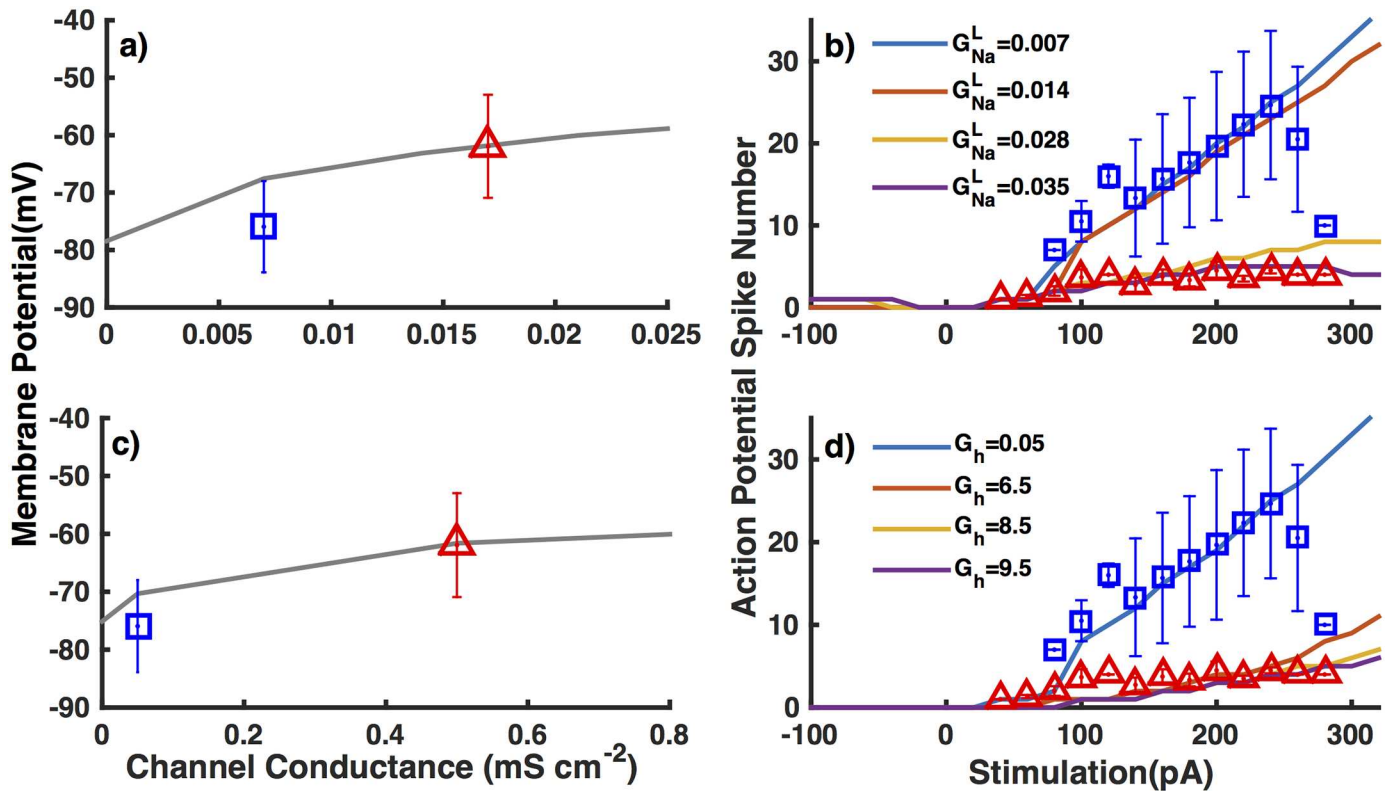 Membrane Potential(mV)
a)
-40
-50
-60
-70
-80
-90
0
0.005
0.01
0.015
0.02
0.025
Action Potential Spike Number
b)
G^L_Na=0.007
G^L_Na=0.014
G^L_Na=0.028
G^L_Na=0.035
30
20
10
0
-100
0
100
200
300
c)
-40
-50
-60
-70
-80
-90
0
0.2
0.4
0.6
0.8
Channel Conductance (mS cm^-2)
d)
G_h=0.05
G_h=6.5
G_h=8.5
G_h=9.5
30
20
10
0
-100
0
100
200
300
Stimulation(pA)